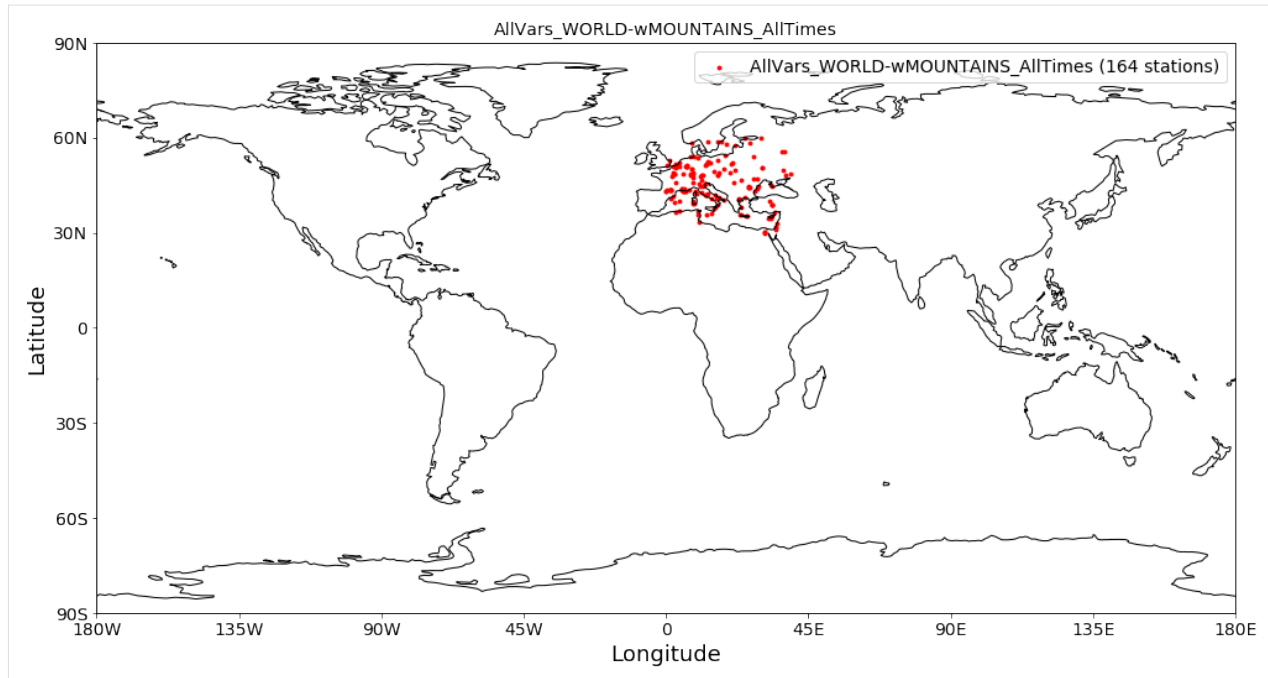 AllVars_WORLD-wMOUNTAINS_AllTimes
90N
AllVars_WORLD-wMOUNTAINS_AllTimes (164 stations)
60N
30N
0
30S
60S
90S
Latitude
180W 135W 90W 45W 0 45E 90E 135E 180E
Longitude